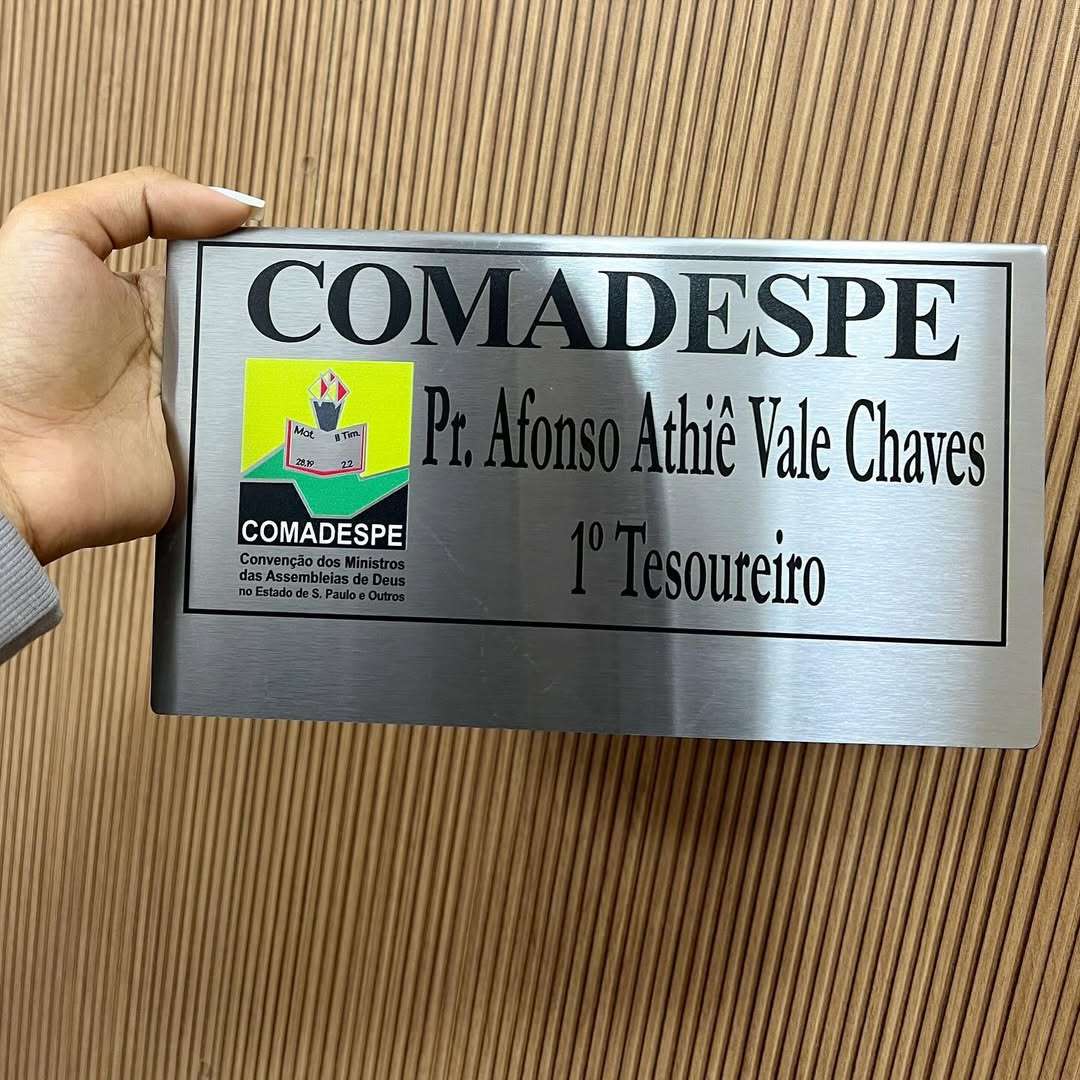 COMADESPE
Pr. Afonso Athiê Vale Chaves
1º Tesoureiro
Mat. II Tim.
28.19 2.2
COMADESPE
Convenção dos Ministros
das Assembleias de Deus
no Estado de S. Paulo e Outros